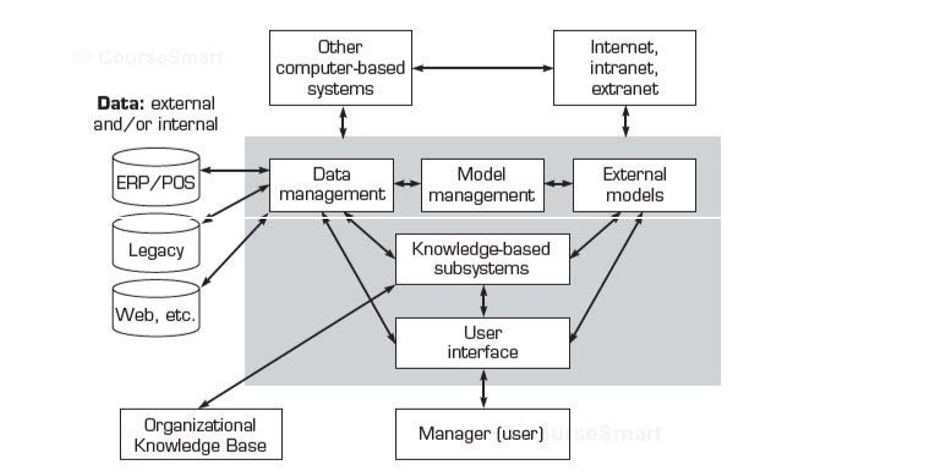 Other
computer-based
systems
Internet,
intranet,
extranet
© CourseSmart
Data: external
and/or internal
ERP/POS
Legacy
Web, etc.
Data
management
Model
management
External
models
Knowledge-based
subsystems
User
interface
Organizational
Knowledge Base
Manager (user)
urseSmart